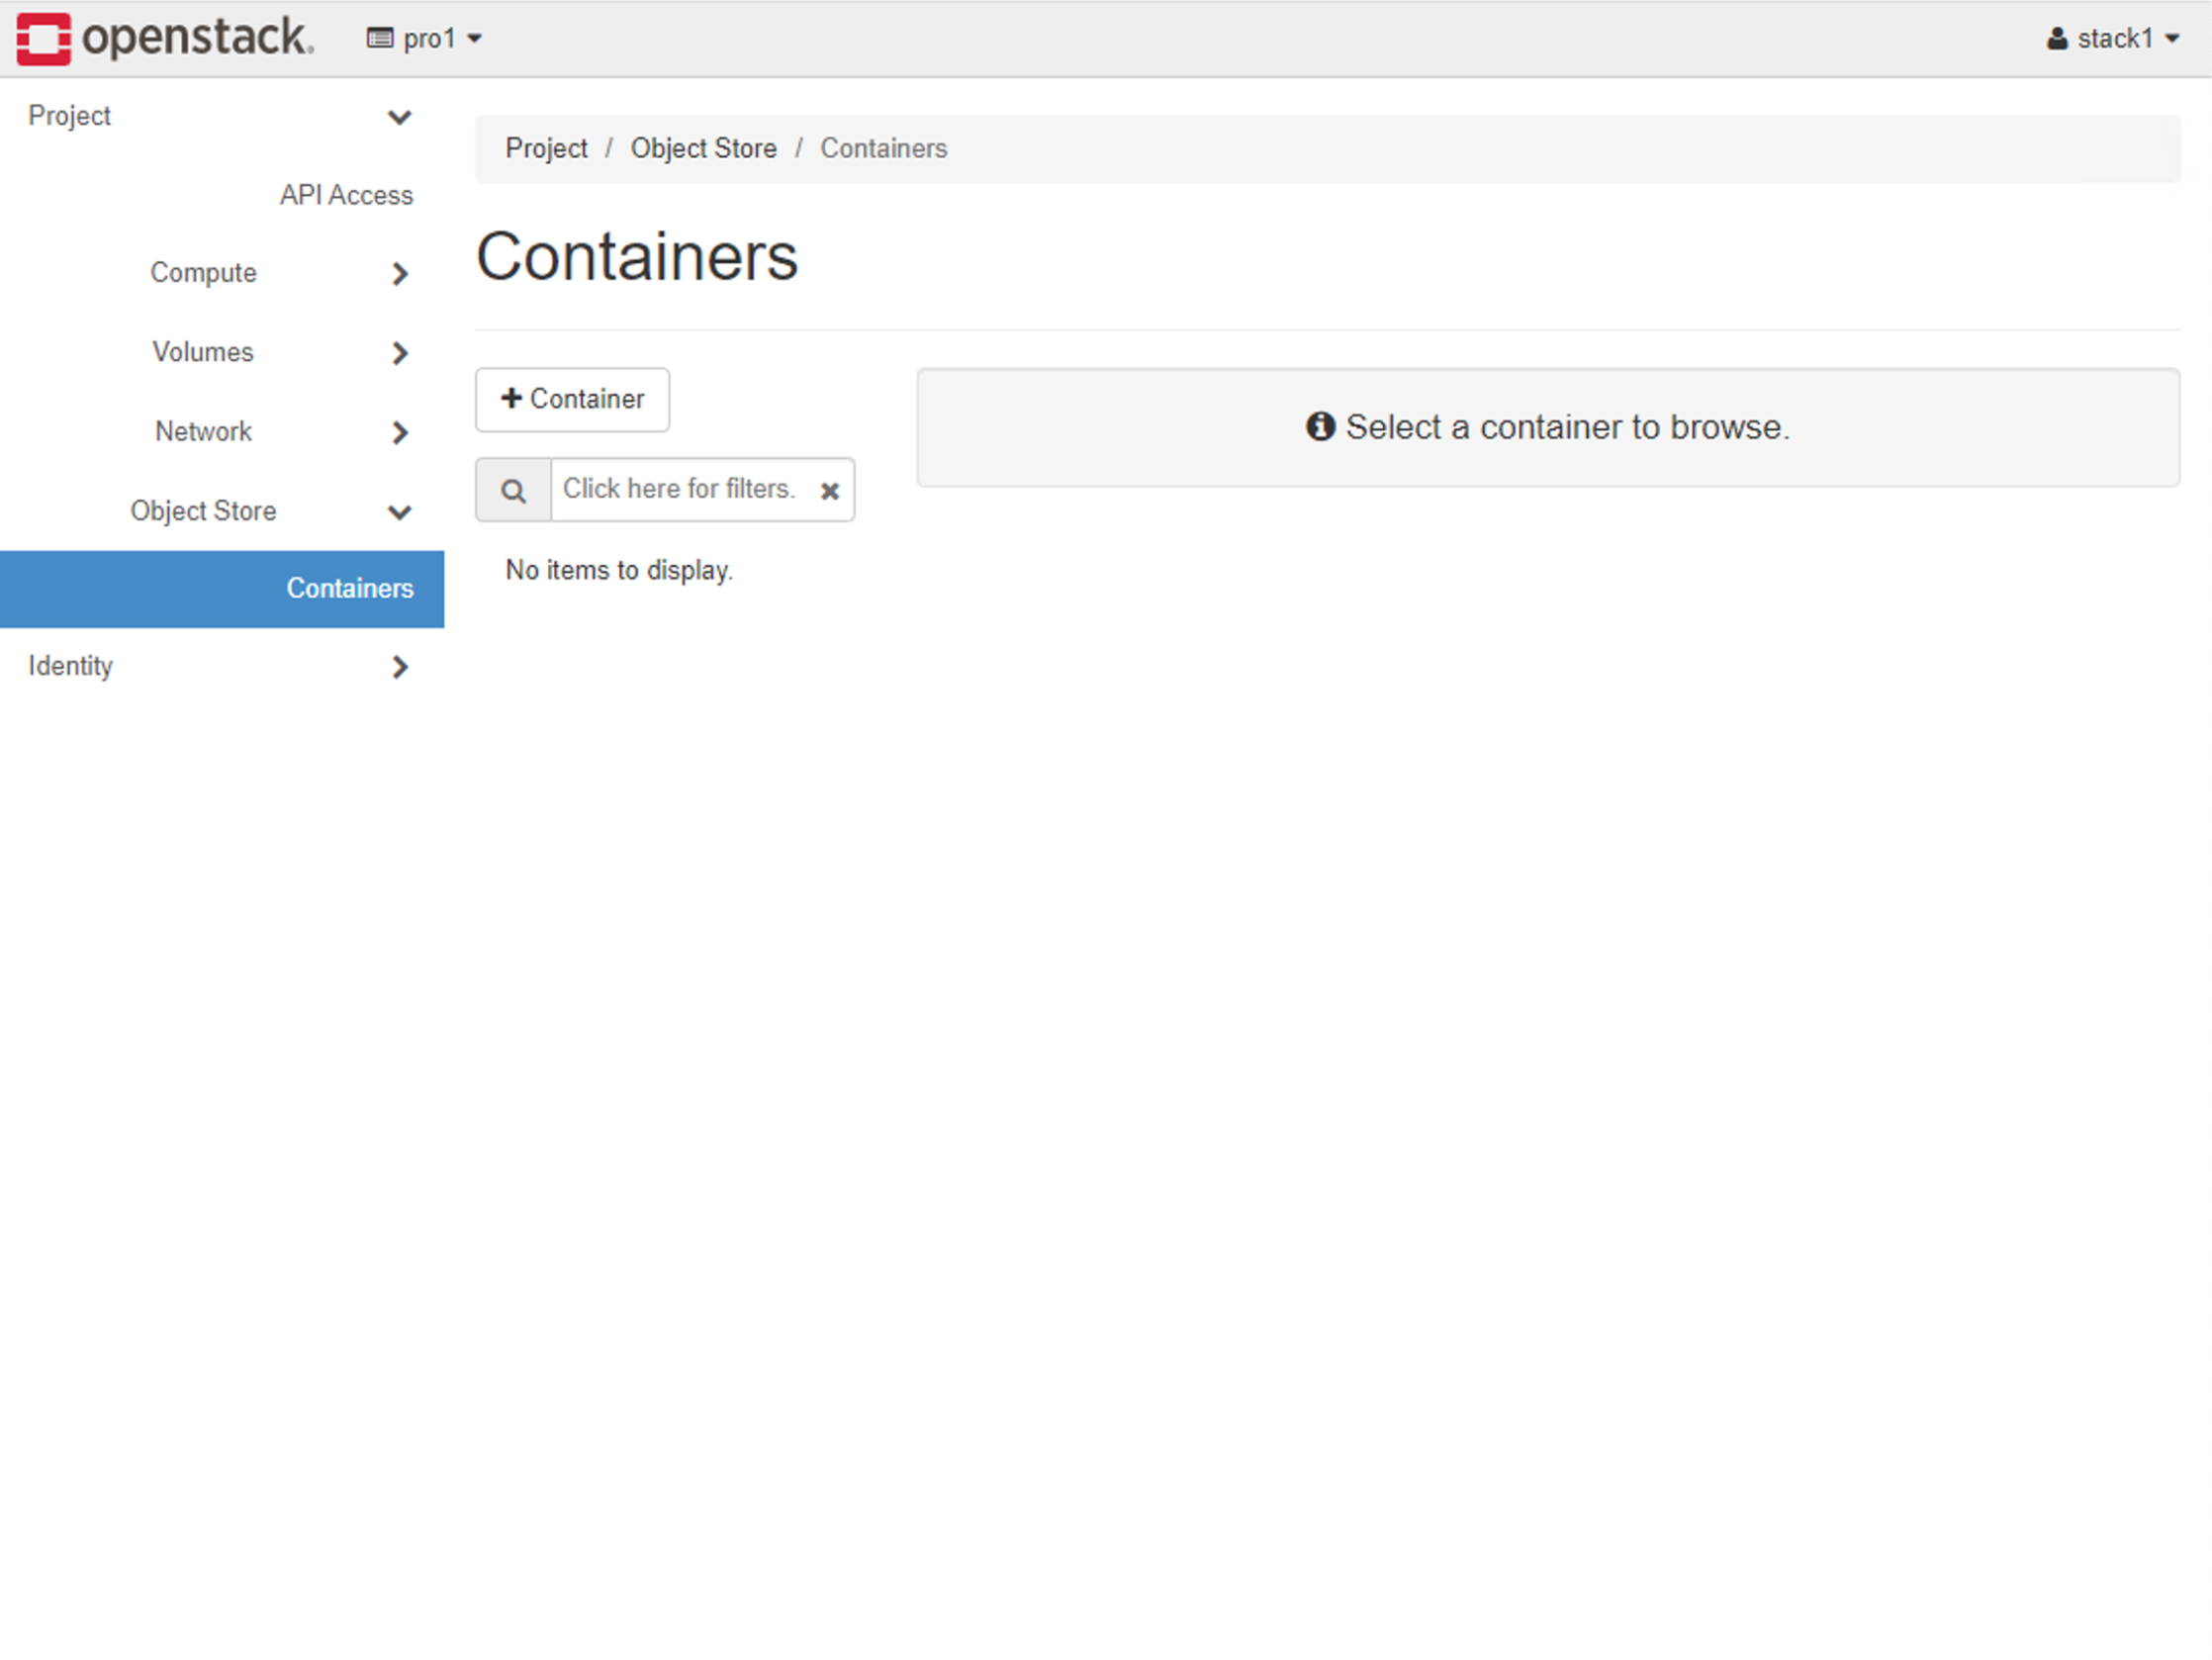 openstack.
pro1
stack1
Project
API Access
Compute
Volumes
Network
Object Store
Containers
Identity
Project / Object Store / Containers
Containers
Container
Click here for filters.
No items to display.
Select a container to browse.